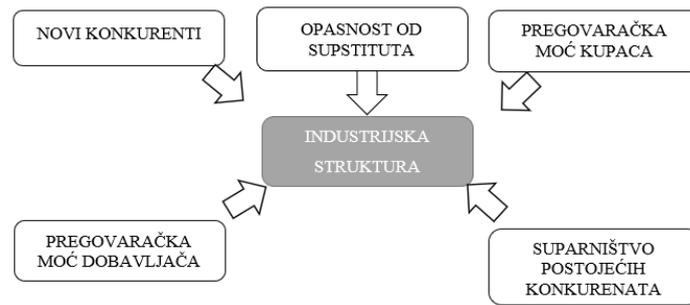 NOVI KONKURENTI
OPASNOST OD
SUPSTITUTA
PREGOVARAČKA
MOĆ KUPACA
INDUSTRIJSKA
STRUKTURA
PREGOVARAČKA
MOĆ DOBAVLJAČA
SUPARNIŠTVO
POSTOJEĆIH
KONKURENATA